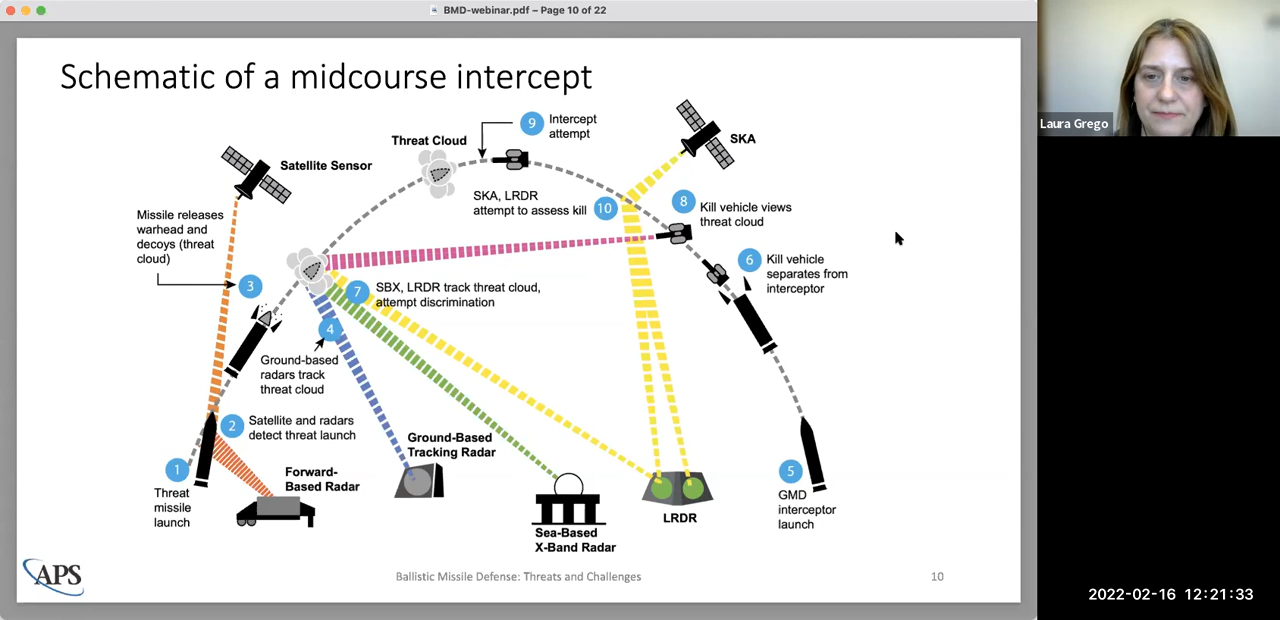 BMD-webinar.pdf – Page 10 of 22
Schematic of a midcourse intercept
9
Intercept
attempt
Threat Cloud
SKA
Satellite Sensor
SKA, LRDR
attempt to assess kill
10
8
Kill vehicle views
threat cloud
Missile releases
warhead and
decoys (threat
cloud)
6
Kill vehicle
separates from
interceptor
3
7
SBX, LRDR track threat cloud,
attempt discrimination
4
Ground-based
radars track
threat cloud
2
Satellite and radars
detect threat launch
1
Threat
missile
launch
Forward-
Based Radar
Ground-Based
Tracking Radar
Sea-Based
X-Band Radar
LRDR
5
GMD
interceptor
launch
APS
Ballistic Missile Defense: Threats and Challenges
10
Laura Grego
2022-02-16 12:21:33